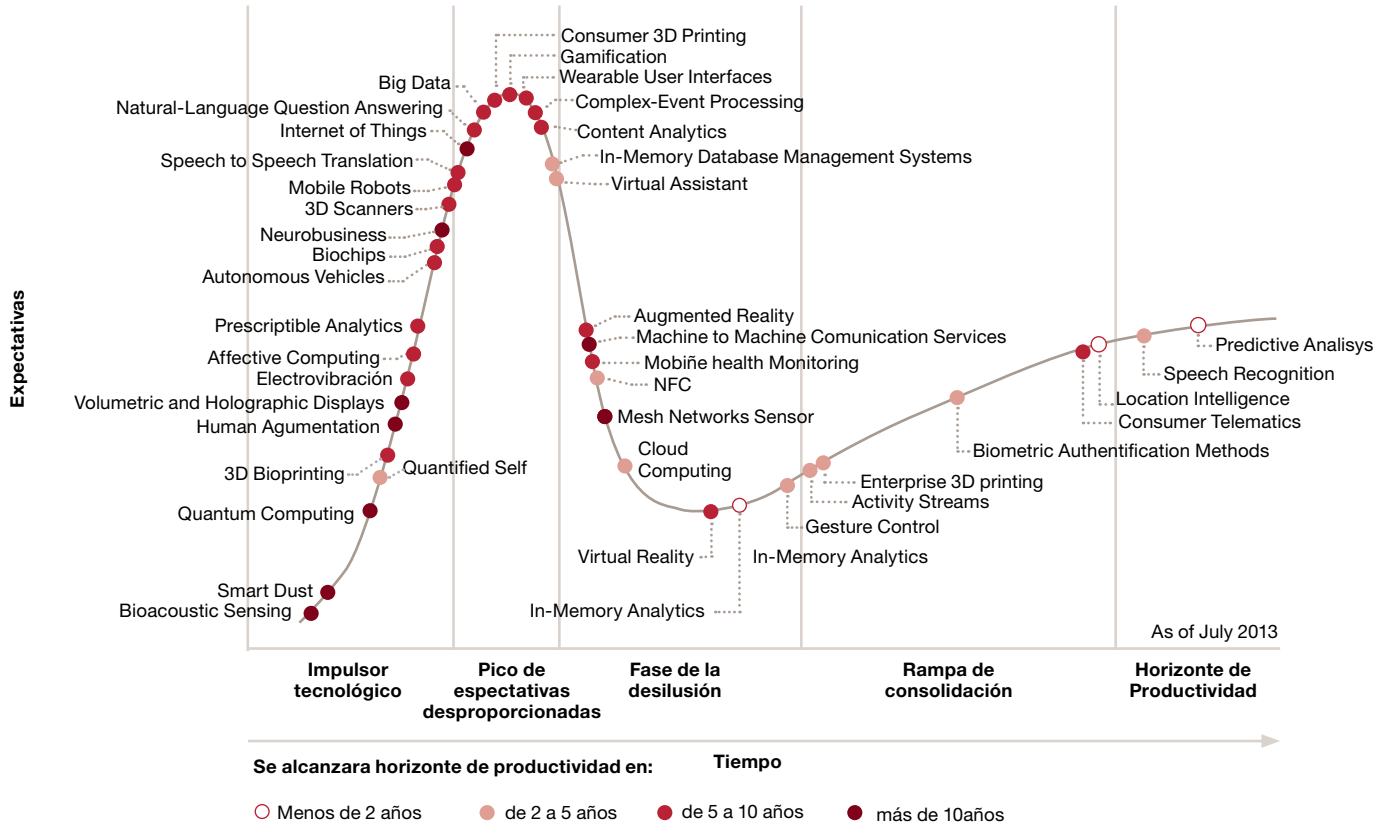 Consumer 3D Printing
Gamification
Wearable User Interfaces
Big Data
Complex-Event Processing
Natural-Language Question Answering
Internet of Things
Content Analytics
Speech to Speech Translation
In-Memory Database Management Systems
Mobile Robots
Virtual Assistant
3D Scanners
Neurobusiness
Biochips
Autonomous Vehicles
Expectativas
Prescriptible Analytics
Affective Computing
Electrovibración
Volumetric and Holographic Displays
Human Agumentation
3D Bioprinting
Quantified Self
Quantum Computing
Smart Dust
Bioacoustic Sensing
Augmented Reality
Machine to Machine Comunication Services
Mobiñe health Monitoring
NFC
Mesh Networks Sensor
Cloud
Computing
Virtual Reality
In-Memory Analytics
In-Memory Analytics
Gesture Control
Activity Streams
Enterprise 3D printing
Biometric Authentification Methods
Consumer Telematics
Location Intelligence
Speech Recognition
Predictive Analisys
As of July 2013
Impulsor
tecnológico
Pico de
espectativas
desproporcionadas
Fase de la
desilusión
Rampa de
consolidación
Horizonte de
Productividad
Tiempo
Se alcanzara horizonte de productividad en:
Menos de 2 años
de 2 a 5 años
de 5 a 10 años
más de 10años